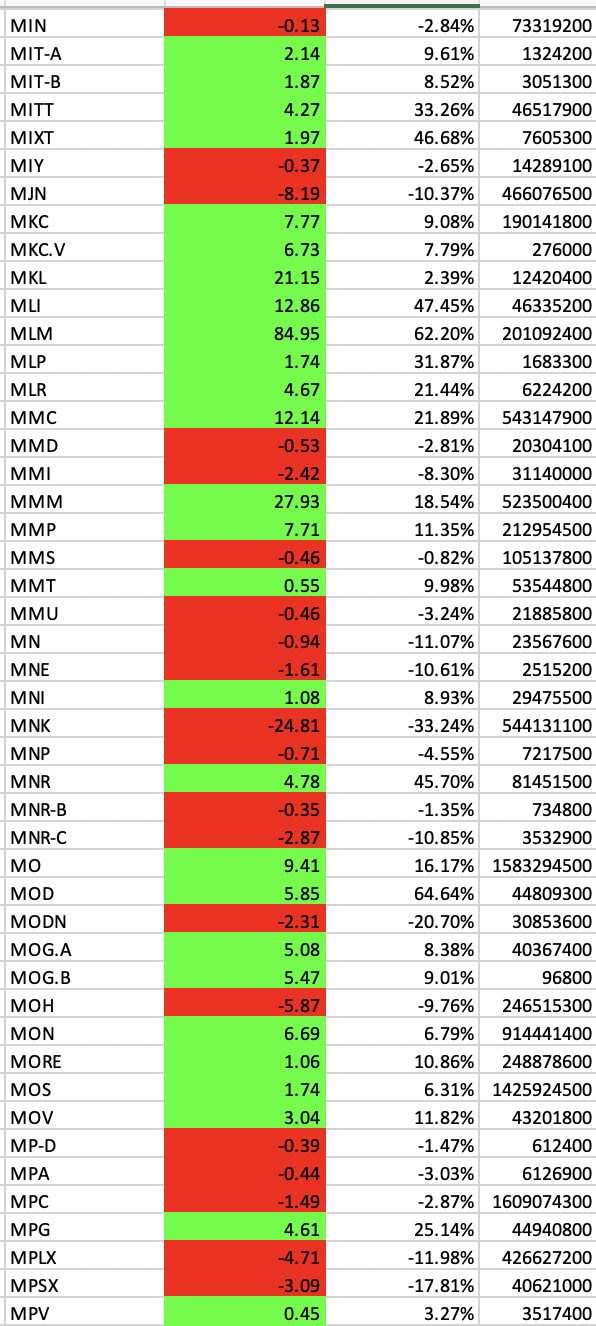 MIN -0.13 -2.84% 73319200
MIT-A 2.14 9.61% 1324200
MIT-B 1.87 8.52% 3051300
MITT 4.27 33.26% 46517900
MIXT 1.97 46.68% 7605300
MIY -0.37 -2.65% 14289100
MJN -8.19 -10.37% 466076500
MKC 7.77 9.08% 190141800
MKC.V 6.73 7.79% 276000
MKL 21.15 2.39% 12420400
MLI 12.86 47.45% 46335200
MLM 84.95 62.20% 201092400
MLP 1.74 31.87% 1683300
MLR 4.67 21.44% 6224200
MMC 12.14 21.89% 543147900
MMD -0.53 -2.81% 20304100
MMI -2.42 -8.30% 31140000
MMM 27.93 18.54% 523500400
MMP 7.71 11.35% 212954500
MMS -0.46 -0.82% 105137800
MMT 0.55 9.98% 53544800
MMU -0.46 -3.24% 21885800
MN -0.94 -11.07% 23567600
MNE -1.61 -10.61% 2515200
MNI 1.08 8.93% 29475500
MNK -24.81 -33.24% 544131100
MNP -0.71 -4.55% 7217500
MNR 4.78 45.70% 81451500
MNR-B -0.35 -1.35% 734800
MNR-C -2.87 -10.85% 3532900
MO 9.41 16.17% 1583294500
MOD 5.85 64.64% 44809300
MODN -2.31 -20.70% 30853600
MOG.A 5.08 8.38% 40367400
MOG.B 5.47 9.01% 96800
MOH -5.87 -9.76% 246515300
MON 6.69 6.79% 914441400
MORE 1.06 10.86% 248878600
MOS 1.74 6.31% 1425924500
MOV 3.04 11.82% 43201800
MP-D -0.39 -1.47% 612400
MPA -0.44 -3.03% 6126900
MPC -1.49 -2.87% 1609074300
MPG 4.61 25.14% 44940800
MPLX -4.71 -11.98% 426627200
MPSX -3.09 -17.81% 40621000
MPV 0.45 3.27% 3517400